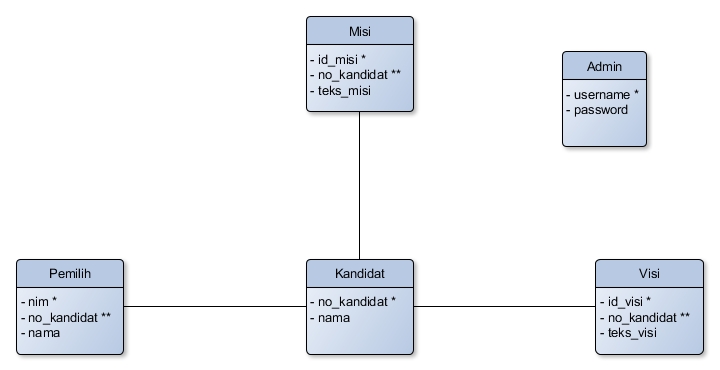 Misi
- id_misi *
- no_kandidat **
- teks_misi
Admin
- username *
- password
Pemilih
- nim *
- no_kandidat **
- nama
Kandidat
- no_kandidat *
- nama
Visi
- id_visi *
- no_kandidat **
- teks_visi